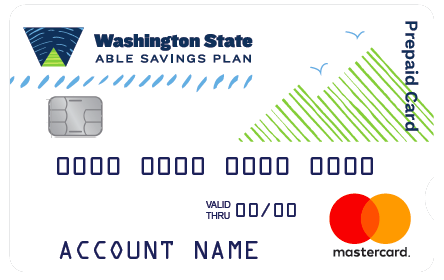 Washington State
ABLE SAVINGS PLAN
Prepaid Card
0000 0000 0000 0000
VALID
THRU 00/00
ACCOUNT NAME
mastercard.